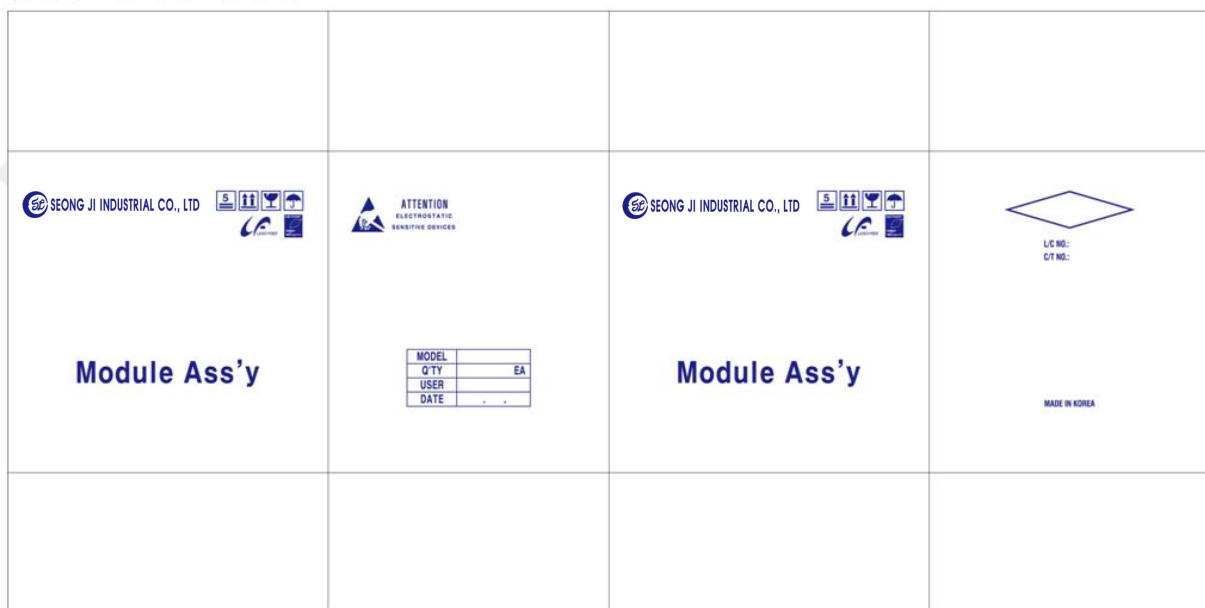 SEONG JI INDUSTRIAL CO., LTD
5
Module Ass'y
ATTENTION
ELECTROSTATIC
SENSITIVE DEVICES
MODEL
Q'TY EA
USER
DATE . .
SEONG JI INDUSTRIAL CO., LTD
5
Module Ass'y
L/C NO.:
C/T NO.:
MADE IN KOREA